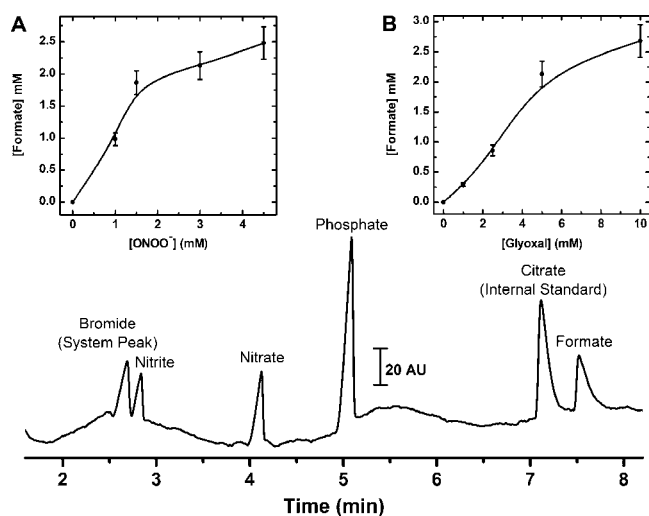 A
[Formate] mM
2.5
2.0
1.5
1.0
0.5
0.0
0 1 2 3 4
[ONOO⁻] (mM)
B
[Formate] mM
3.0
2.5
2.0
1.5
1.0
0.5
0.0
0 2 4 6 8 10
[Glyoxal] (mM)
Phosphate
Citrate
(Internal Standard)
Formate
Bromide
(System Peak)
Nitrite
Nitrate
20 AU
2 3 4 5 6 7 8
Time (min)